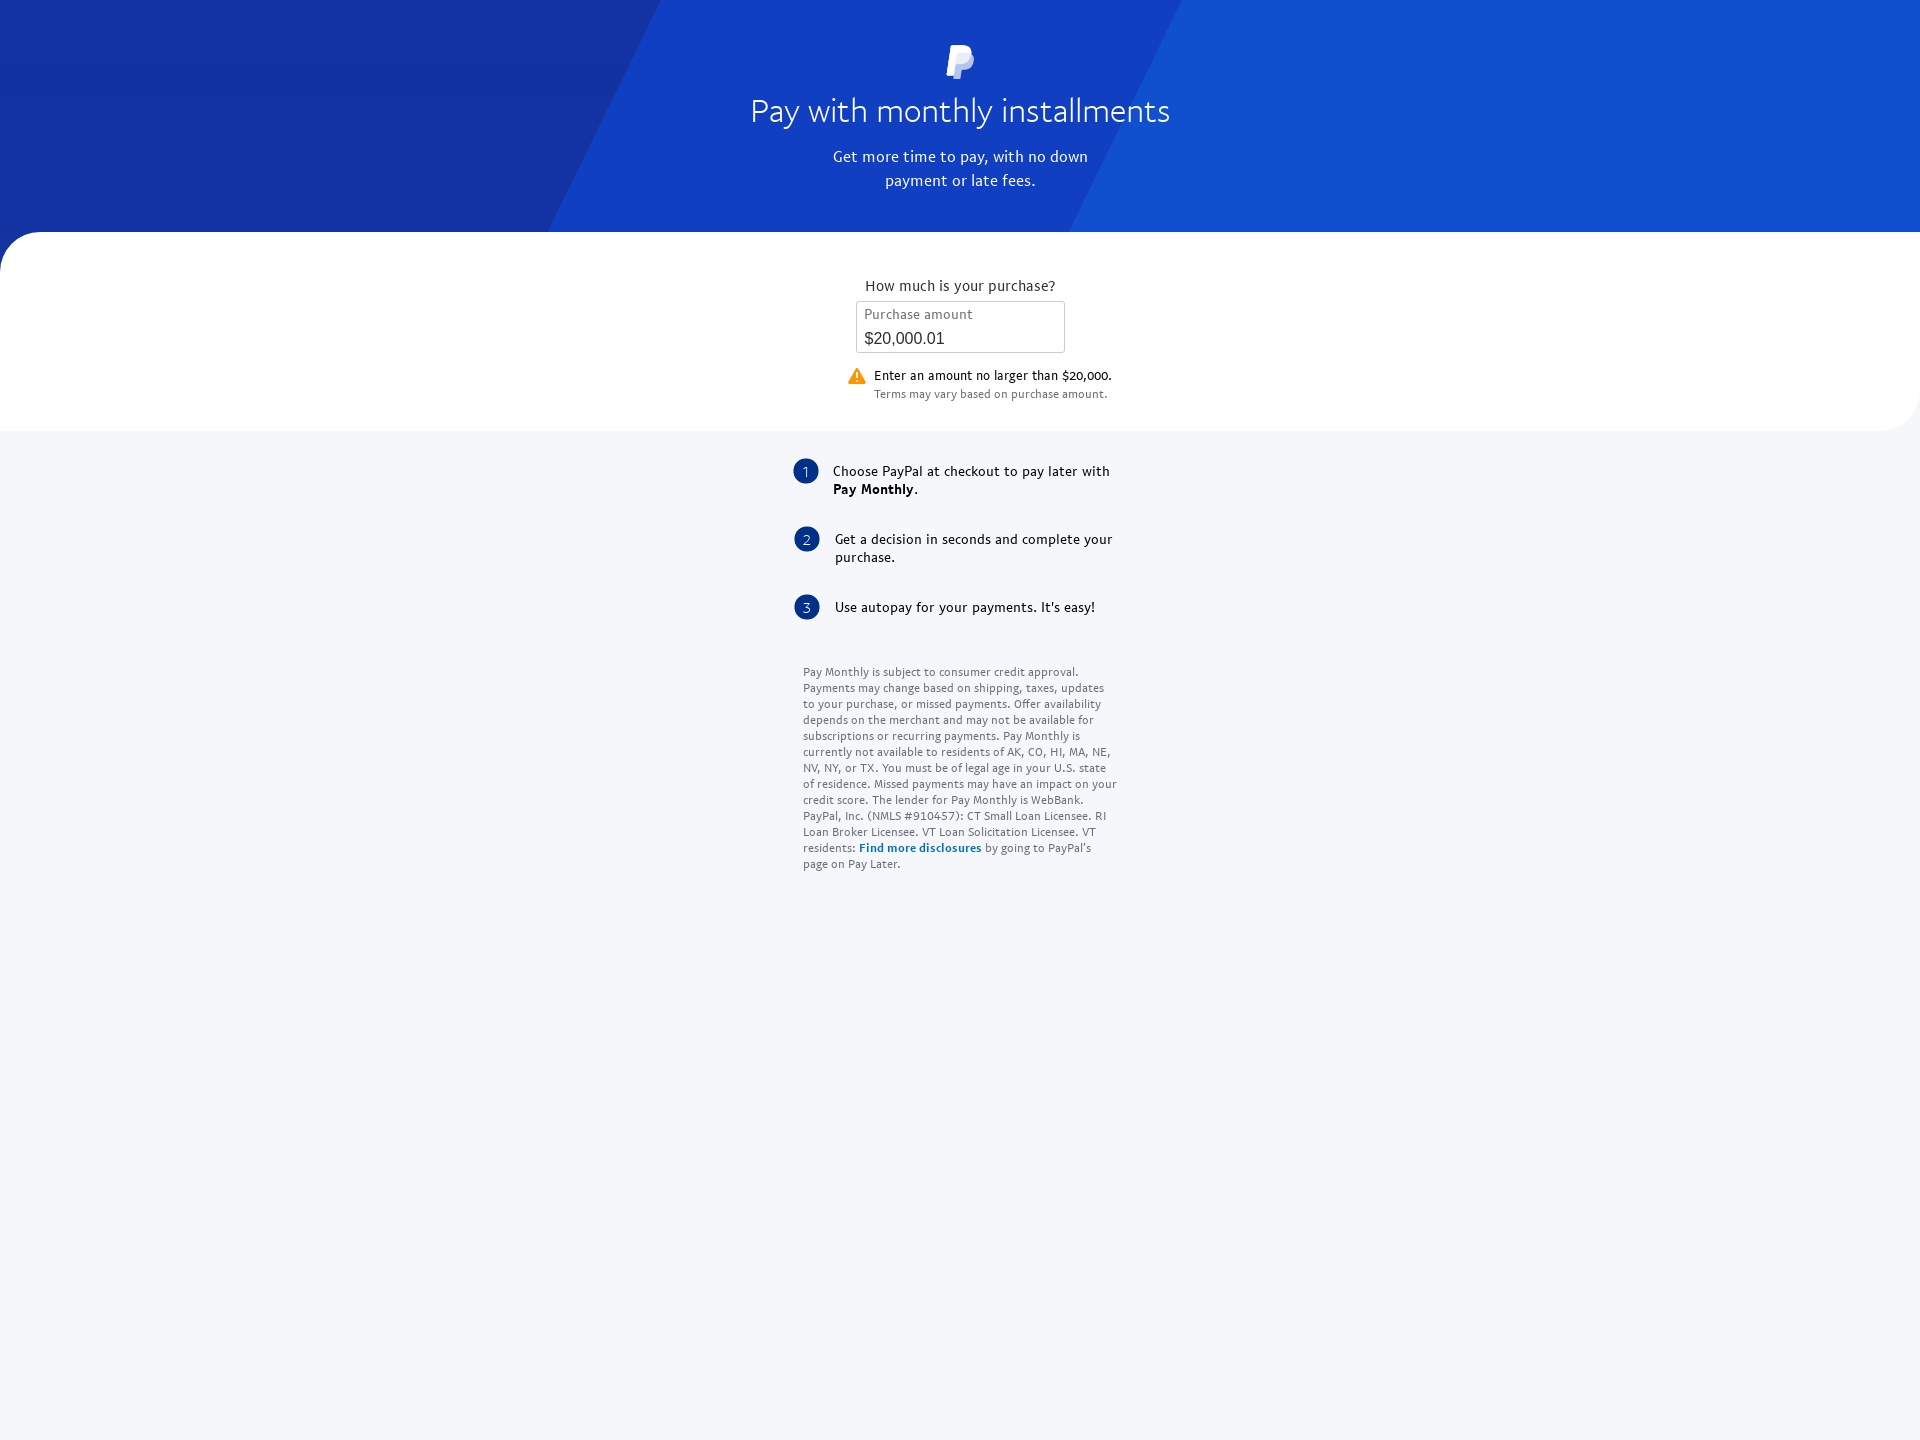 Pay with monthly installments
Get more time to pay, with no down
payment or late fees.
How much is your purchase?
Purchase amount
$20,000.01
Enter an amount no larger than $20,000.
Terms may vary based on purchase amount.
1 Choose PayPal at checkout to pay later with
Pay Monthly.
2 Get a decision in seconds and complete your
purchase.
3 Use autopay for your payments. It's easy!
Pay Monthly is subject to consumer credit approval.
Payments may change based on shipping, taxes, updates
to your purchase, or missed payments. Offer availability
depends on the merchant and may not be available for
subscriptions or recurring payments. Pay Monthly is
currently not available to residents of AK, CO, HI, MA, NE,
NV, NY, or TX. You must be of legal age in your U.S. state
of residence. Missed payments may have an impact on your
credit score. The lender for Pay Monthly is WebBank.
PayPal, Inc. (NMLS #910457): CT Small Loan Licensee. RI
Loan Broker Licensee. VT Loan Solicitation Licensee. VT
residents: Find more disclosures by going to PayPal's
page on Pay Later.